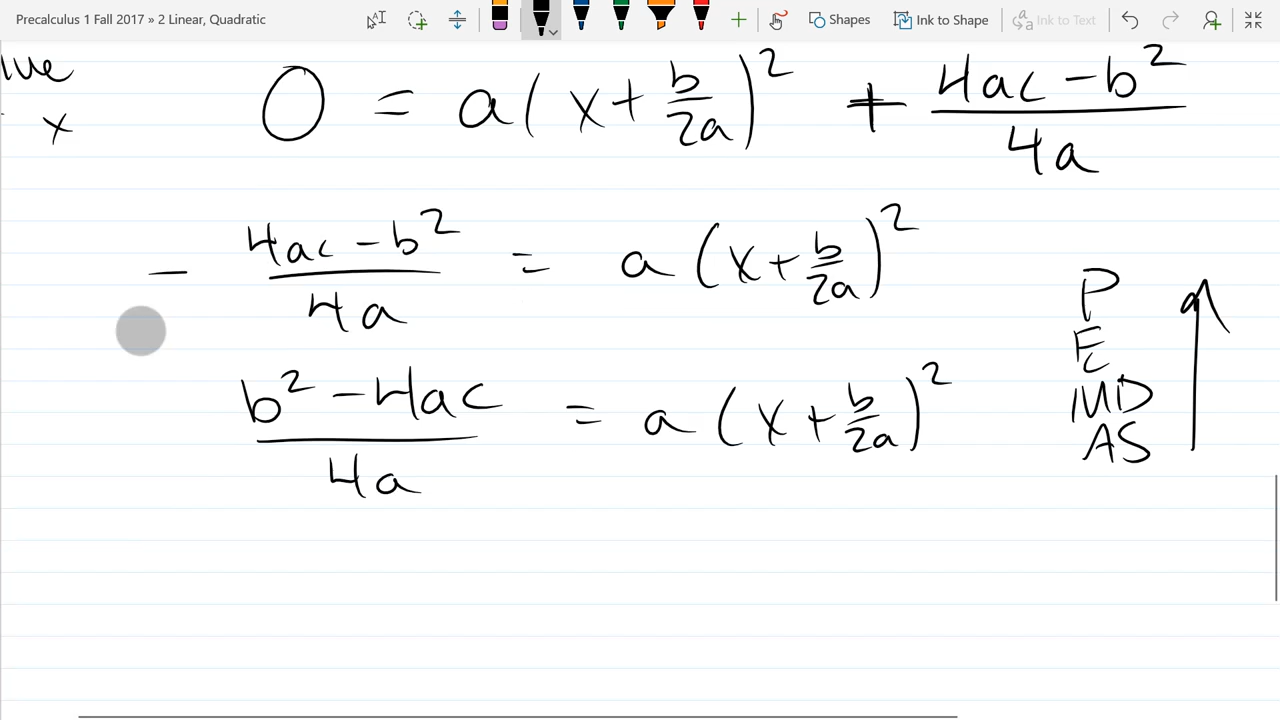 Precalculus 1 Fall 2017 » 2 Linear, Quadratic
Shapes
Ink to Shape
Ink to Text
x
0 = a(x + b/2a)² + (4ac − b²)/4a
− (4ac − b²)/4a = a(x + b/2a)²
(b² − 4ac)/4a = a(x + b/2a)²
P
E
MD
AS